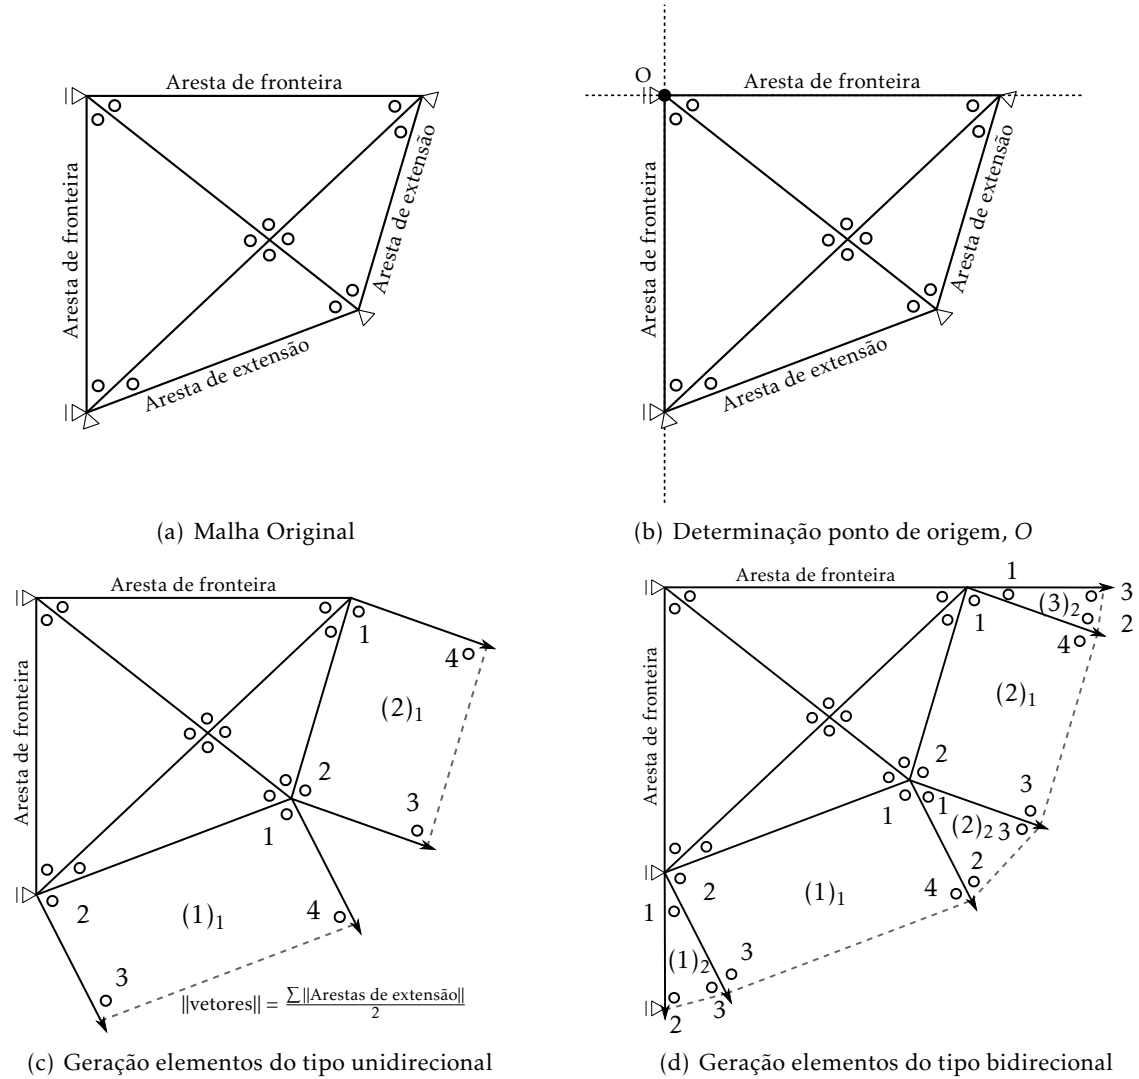 Aresta de fronteira
Aresta de fronteira
Aresta de extensão
Aresta de extensão
(a) Malha Original
O
Aresta de fronteira
Aresta de fronteira
Aresta de extensão
Aresta de extensão
(b) Determinação ponto de origem, O
Aresta de fronteira
Aresta de fronteira
1
4
(2)₁
2
3
1
2
(1)₁
4
3
‖vetores‖ = ∑‖Arestas de extensão‖ / 2
(c) Geração elementos do tipo unidirecional
Aresta de fronteira
Aresta de fronteira
1
3
(3)₂
2
1
4
(2)₁
2
3
1
1
(2)₂
3
2
2
(1)₁
4
1
(1)₂
3
2
3
(d) Geração elementos do tipo bidirecional